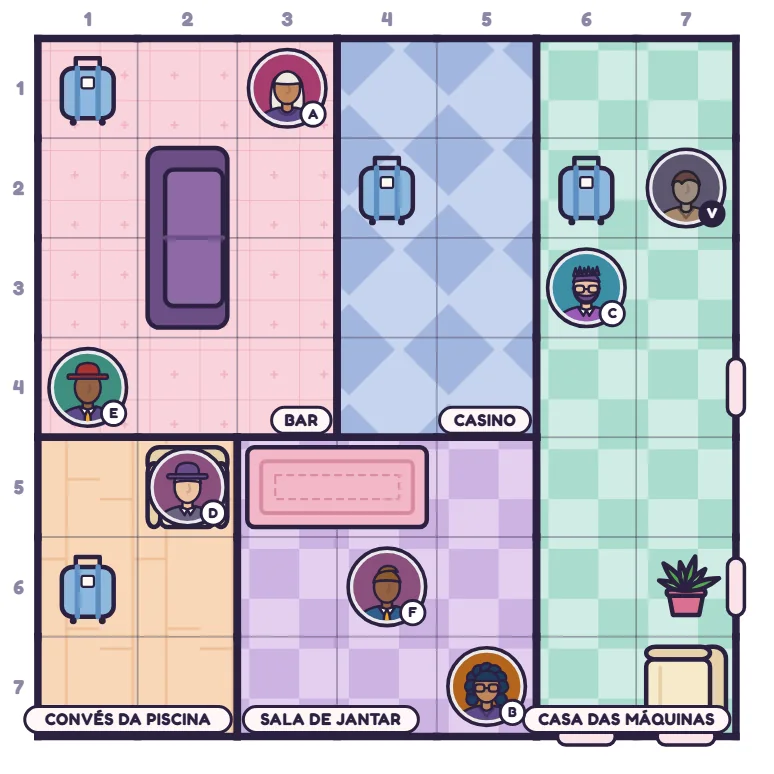 1 2 3 4 5 6 7
1
A
2
V
3
C
4
E
BAR
CASINO
5
D
6
F
7
B
CONVÉS DA PISCINA
SALA DE JANTAR
CASA DAS MÁQUINAS